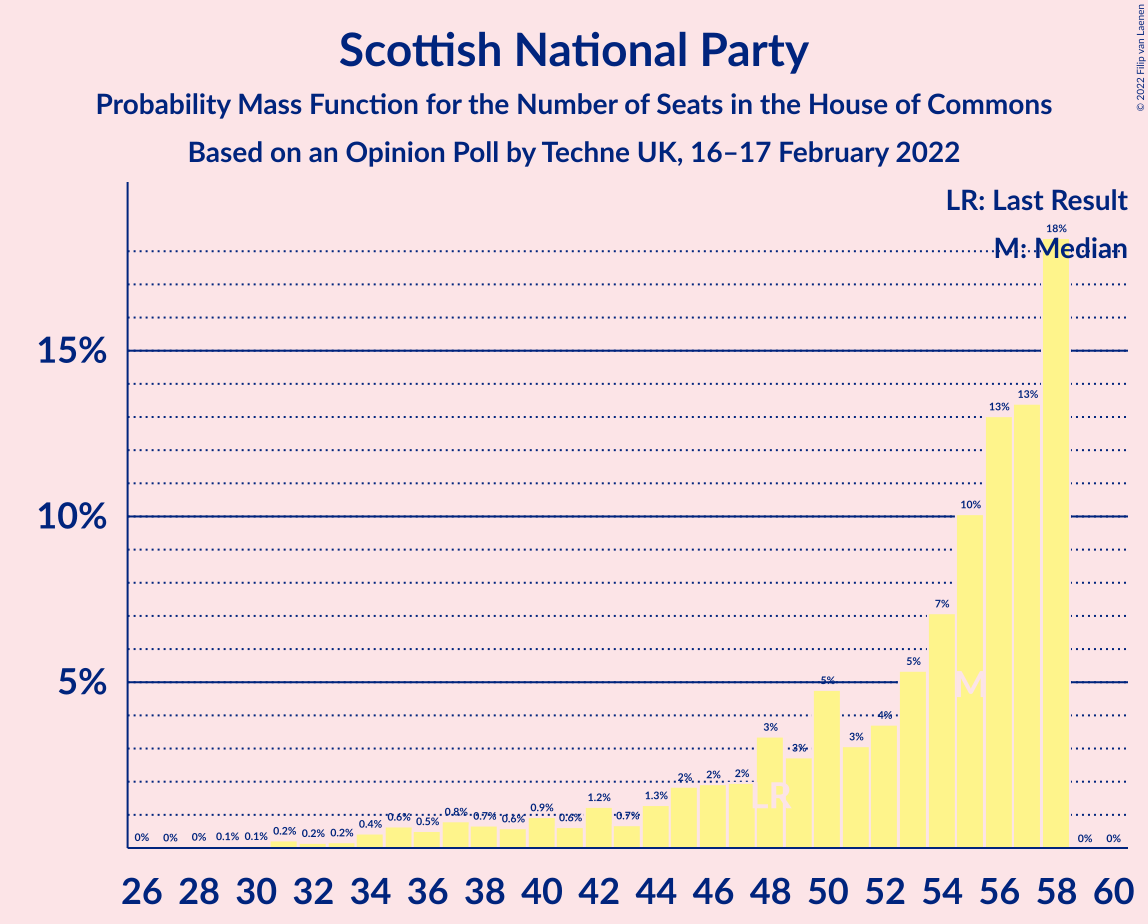 Scottish National Party
Probability Mass Function for the Number of Seats in the House of Commons
Based on an Opinion Poll by Techne UK, 16–17 February 2022
© 2022 Filip van Laenen
LR: Last Result
M: Median
15%
10%
5%
0% 0% 0% 0.1% 0.1% 0.2% 0.2% 0.2% 0.4% 0.6% 0.5% 0.8% 0.7% 0.6% 0.9% 0.6% 1.2% 0.7% 1.3% 2% 2% 2% 3% 3% 5% 3% 4% 5% 7% 10% 13% 13% 18% 0% 0%
LR
M
26 28 30 32 34 36 38 40 42 44 46 48 50 52 54 56 58 60